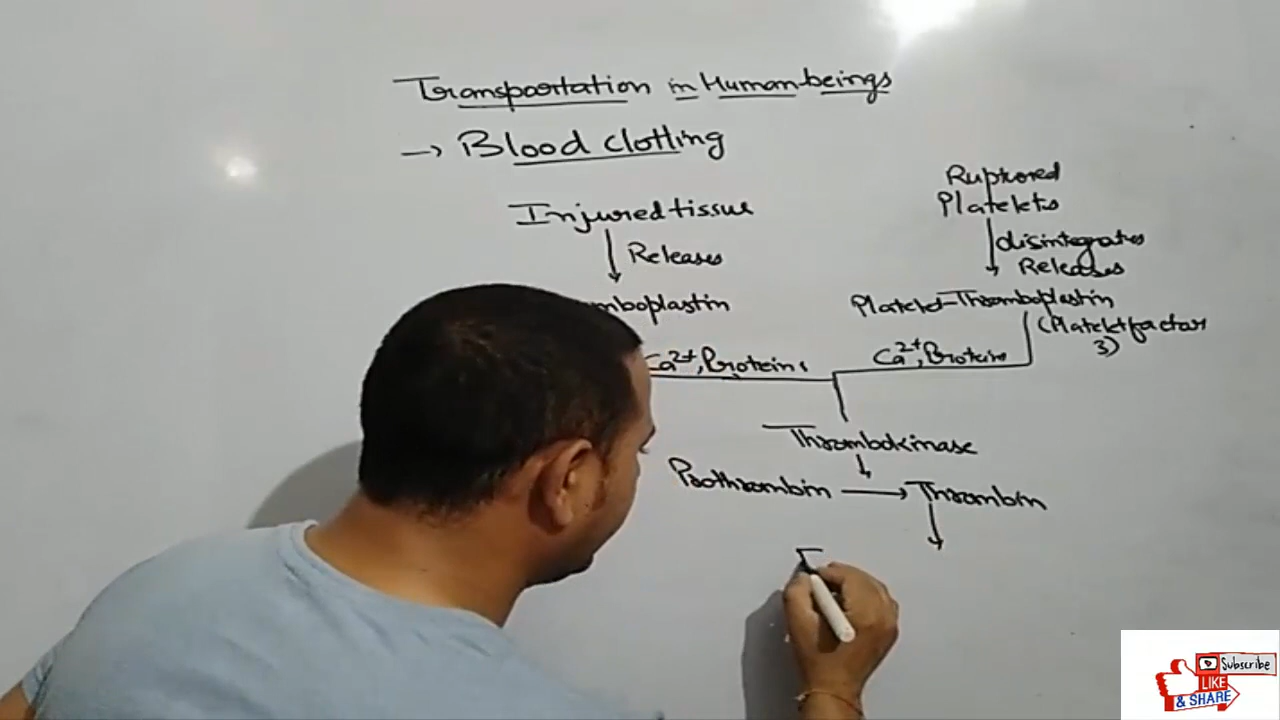 Transportation in Human beings
→ Blood clotting
Injured tissue
Releases
mboplastin
Ca²⁺, Proteins
Ruptured
Platelets
disintegrates
Releases
Platelet-Thromboplastin
(Platelet factor
3)
Ca²⁺, Proteins
Thrombokinase
Prothrombin → Thrombin
F
Subscribe
LIKE
& SHARE